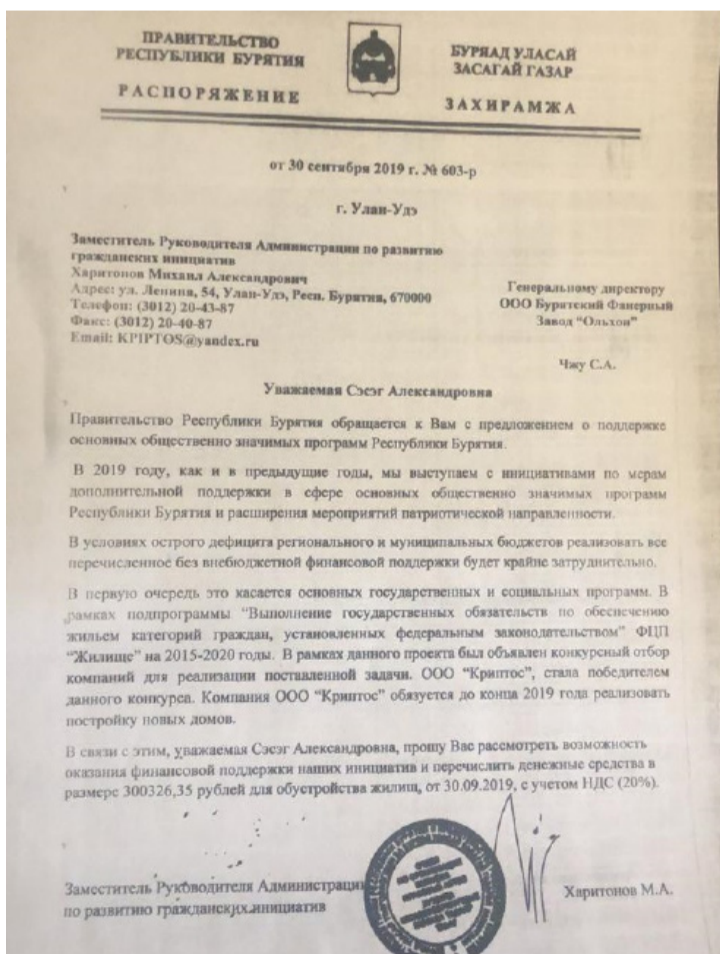 ПРАВИТЕЛЬСТВО
РЕСПУБЛИКИ БУРЯТИЯ
РАСПОРЯЖЕНИЕ
БУРЯАД УЛАСАЙ
ЗАСАГАЙ ГАЗАР
ЗАХИРАМЖА
от 30 сентября 2019 г. № 603-р
г. Улан-Удэ
Заместитель Руководителя Администрации по развитию
гражданских инициатив
Харитонов Михаил Александрович
Адрес: ул. Ленина, 54, Улан-Удэ, Респ. Бурятия, 670000
Телефон: (3012) 20-43-87
Факс: (3012) 20-40-87
Email: KPIPTOS@yandex.ru
Генеральному директору
ООО Бурятский Фанерный
Завод "Ольхон"
Чжу С.А.
Уважаемая Сэсэг Александровна
Правительство Республики Бурятия обращается к Вам с предложением о поддержке
основных общественно значимых программ Республики Бурятия.
В 2019 году, как и в предыдущие годы, мы выступаем с инициативами по мерам
дополнительной поддержки в сфере основных общественно значимых программ
Республики Бурятия и расширения мероприятий патриотической направленности.
В условиях острого дефицита регионального и муниципальных бюджетов реализовать все
перечисленное без внебюджетной финансовой поддержки будет крайне затруднительно.
В первую очередь это касается основных государственных и социальных программ. В
рамках подпрограммы "Выполнение государственных обязательств по обеспечению
жильем категорий граждан, установленных федеральным законодательством" ФЦП
"Жилище" на 2015-2020 годы. В рамках данного проекта был объявлен конкурсный отбор
компаний для реализации поставленной задачи. ООО "Криптос", стала победителем
данного конкурса. Компания ООО "Криптос" обязуется до конца 2019 года реализовать
постройку новых домов.
В связи с этим, уважаемая Сэсэг Александровна, прошу Вас рассмотреть возможность
оказания финансовой поддержки наших инициатив и перечислить денежные средства в
размере 300326,35 рублей для обустройства жилищ, от 30.09.2019, с учетом НДС (20%).
Заместитель Руководителя Администрации
по развитию гражданских инициатив
Харитонов М.А.